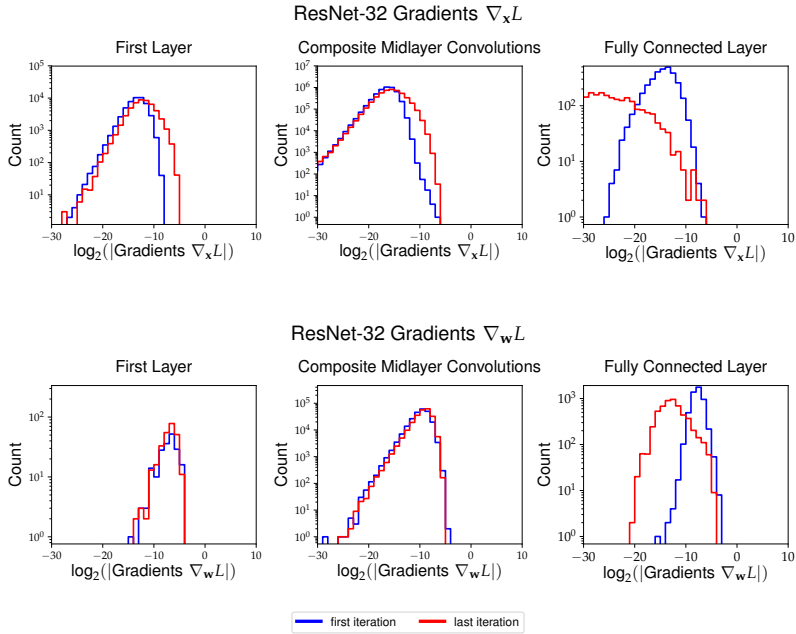 ResNet-32 Gradients ∇ₓL
First Layer
Composite Midlayer Convolutions
Fully Connected Layer
10⁵
10⁴
10³
10²
10¹
Count
−30 −20 −10 0 10
log₂(|Gradients ∇ₓL|)
10⁷
10⁶
10⁵
10⁴
10³
10²
10¹
10⁰
Count
−30 −20 −10 0 10
log₂(|Gradients ∇ₓL|)
10²
10¹
10⁰
Count
−30 −20 −10 0 10
log₂(|Gradients ∇ₓL|)
ResNet-32 Gradients ∇_w L
First Layer
Composite Midlayer Convolutions
Fully Connected Layer
10²
10¹
10⁰
Count
−30 −20 −10 0 10
log₂(|Gradients ∇_w L|)
10⁵
10⁴
10³
10²
10¹
10⁰
Count
−30 −20 −10 0 10
log₂(|Gradients ∇_w L|)
10³
10²
10¹
10⁰
Count
−30 −20 −10 0 10
log₂(|Gradients ∇_w L|)
first iteration last iteration